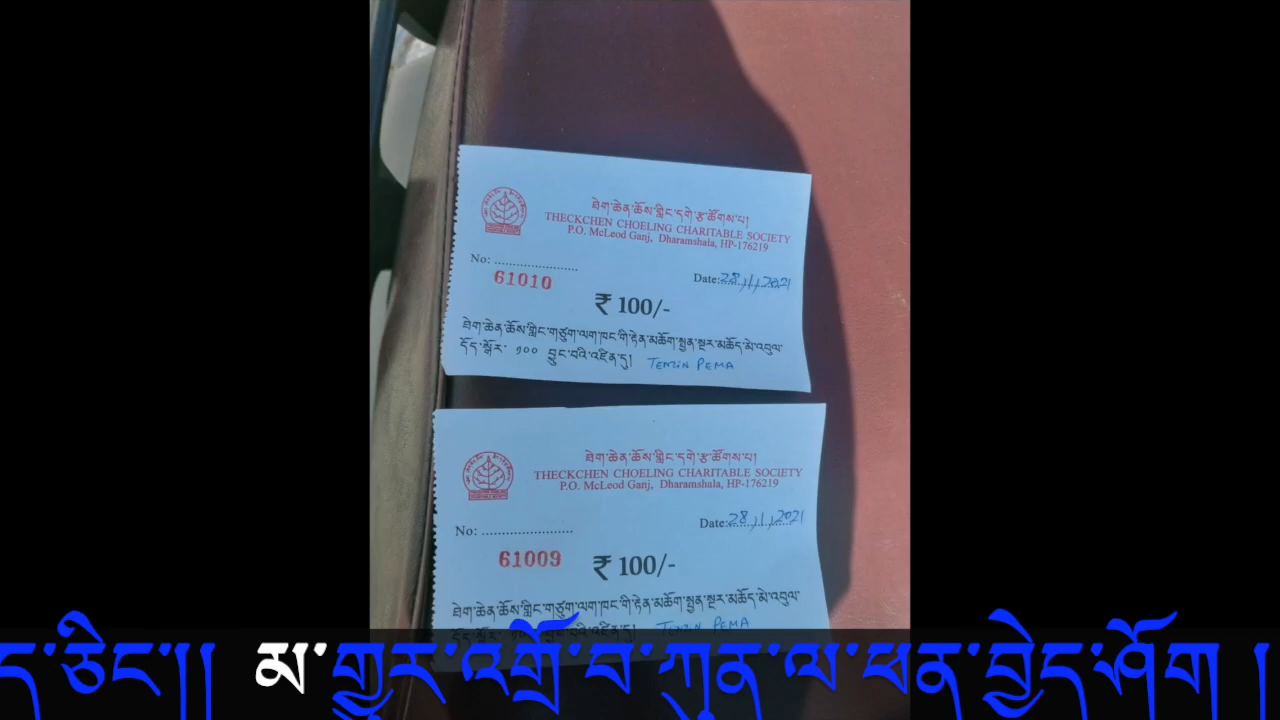 ཐེག་ཆེན་ཆོས་གླིང་དགེ་རྩ་ཚོགས་པ།
THECKCHEN CHOELING CHARITABLE SOCIETY
P.O. McLeod Ganj, Dharamshala, HP-176219
No: ........................
61010
Date: 28/11/2021
₹ 100/-
ཐེག་ཆེན་ཆོས་གླིང་གཙུག་ལག་ཁང་གི་རྟེན་མཆོག་སྤྱན་སྔར་མཆོད་མེ་འབུལ་
དོད་སྒོར་ ༡༠༠ བྱུང་བའི་འཛིན་དུ། TENZIN PEMA
ཐེག་ཆེན་ཆོས་གླིང་དགེ་རྩ་ཚོགས་པ།
THECKCHEN CHOELING CHARITABLE SOCIETY
P.O. McLeod Ganj, Dharamshala, HP-176219
No: ........................
61009
Date: 28/11/2021
₹ 100/-
ཐེག་ཆེན་ཆོས་གླིང་གཙུག་ལག་ཁང་གི་རྟེན་མཆོག་སྤྱན་སྔར་མཆོད་མེ་འབུལ་
དོད་སྒོར་ ༡༠༠ བྱུང་བའི་འཛིན་དུ། TENZIN PEMA
ད་ཅིང་།། མ་གྱུར་འགྲོ་བ་ཀུན་ལ་ཕན་བྱེད་ཤོག །